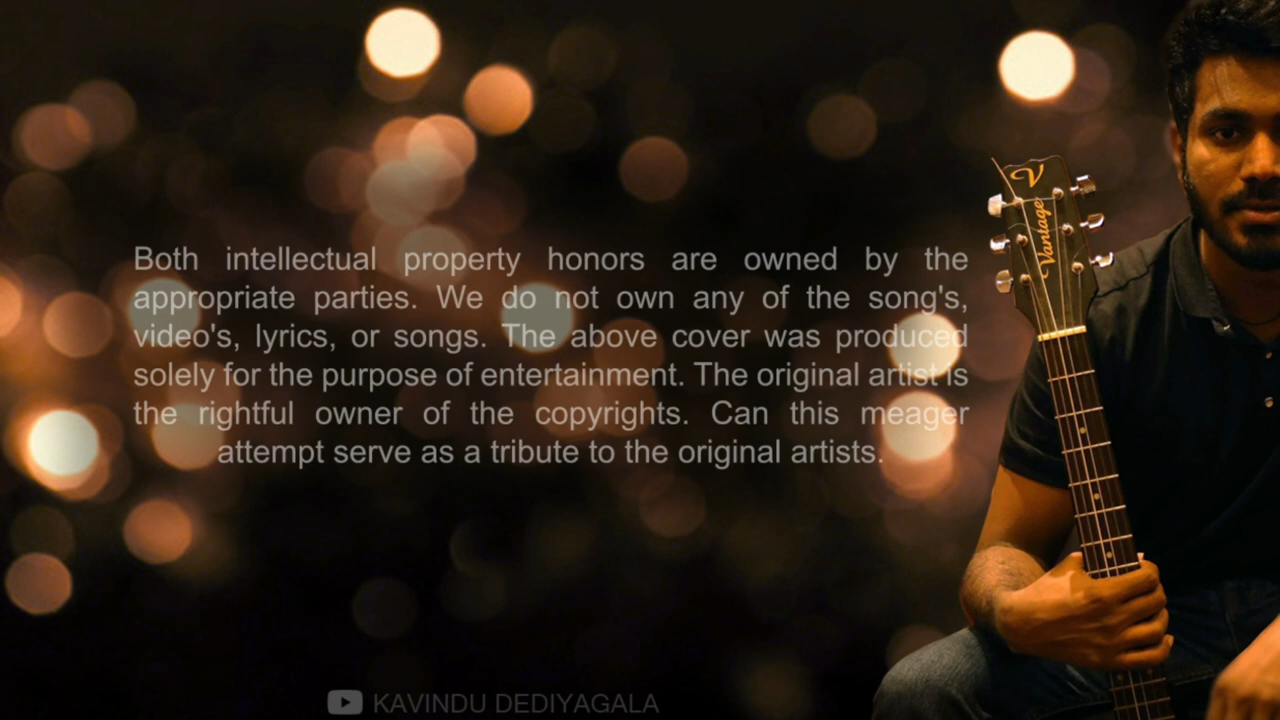 Both intellectual property honors are owned by the
appropriate parties. We do not own any of the song's,
video's, lyrics, or songs. The above cover was produced
solely for the purpose of entertainment. The original artist is
the rightful owner of the copyrights. Can this meager
attempt serve as a tribute to the original artists.
V
Vantage
KAVINDU DEDIYAGALA